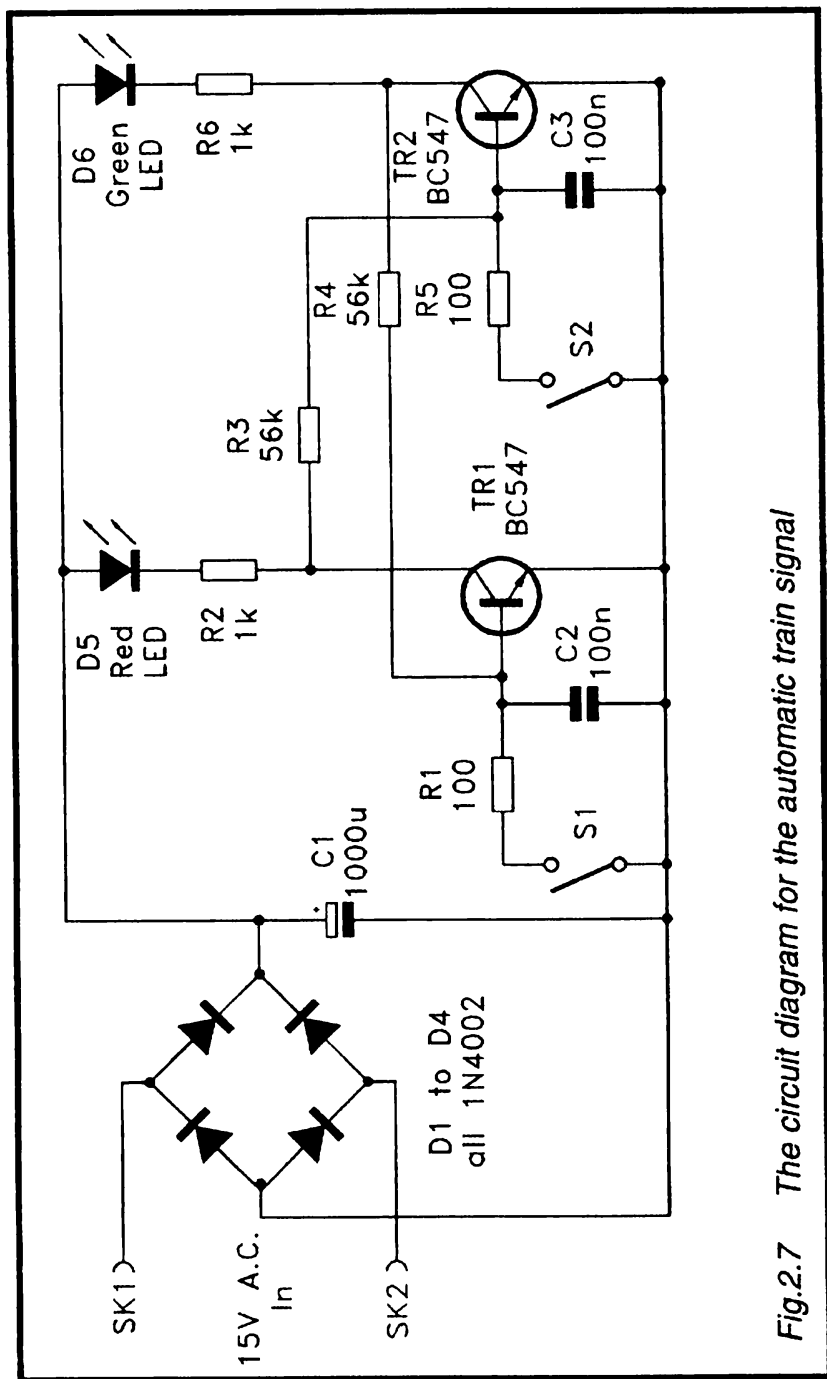 SK1
15V A.C.
In
SK2
D1 to D4
all 1N4002
C1
1000u
+
D5
Red
LED
R2
1k
R1
100
S1
C2
100n
TR1
BC547
R3
56k
R4
56k
R5
100
S2
D6
Green
LED
R6
1k
TR2
BC547
C3
100n
Fig.2.7 The circuit diagram for the automatic train signal